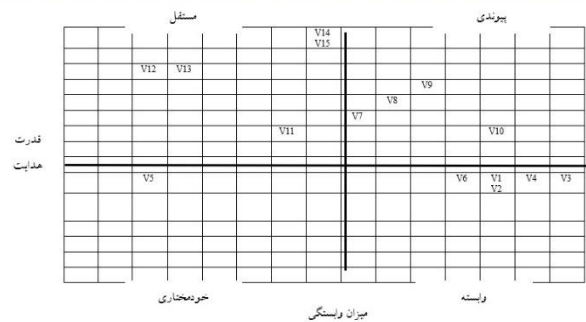 مستقل
پیوندی
V14
V15
V12 V13
V9
V8
V7
V11
V10
قدرت
هدایت
V5
V6 V1 V4 V3
V2
خودمختاری
وابسته
میزان وابستگی